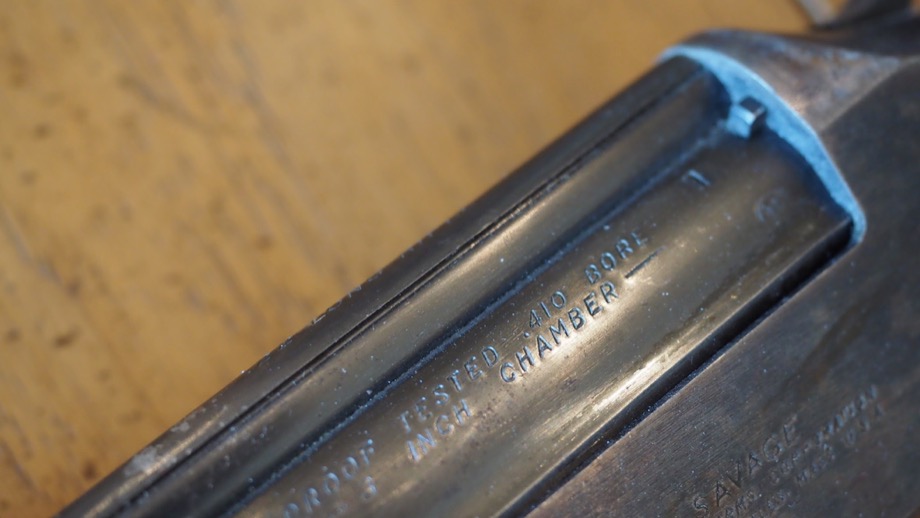 PROOF TESTED .410 BORE
3 INCH CHAMBER
SAVAGE
U S A